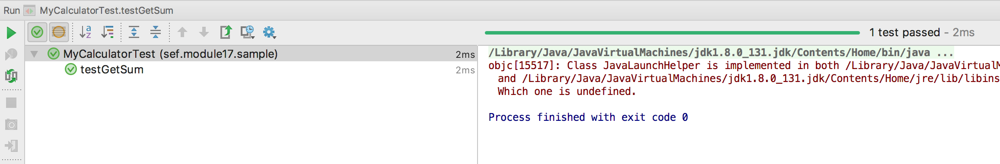 Run MyCalculatorTest.testGetSum
1 test passed - 2ms
MyCalculatorTest (sef.module17.sample) 2ms
testGetSum 2ms
/Library/Java/JavaVirtualMachines/jdk1.8.0_131.jdk/Contents/Home/bin/java ...
objc[15517]: Class JavaLaunchHelper is implemented in both /Library/Java/JavaVirtualM
and /Library/Java/JavaVirtualMachines/jdk1.8.0_131.jdk/Contents/Home/jre/lib/libins
Which one is undefined.
Process finished with exit code 0